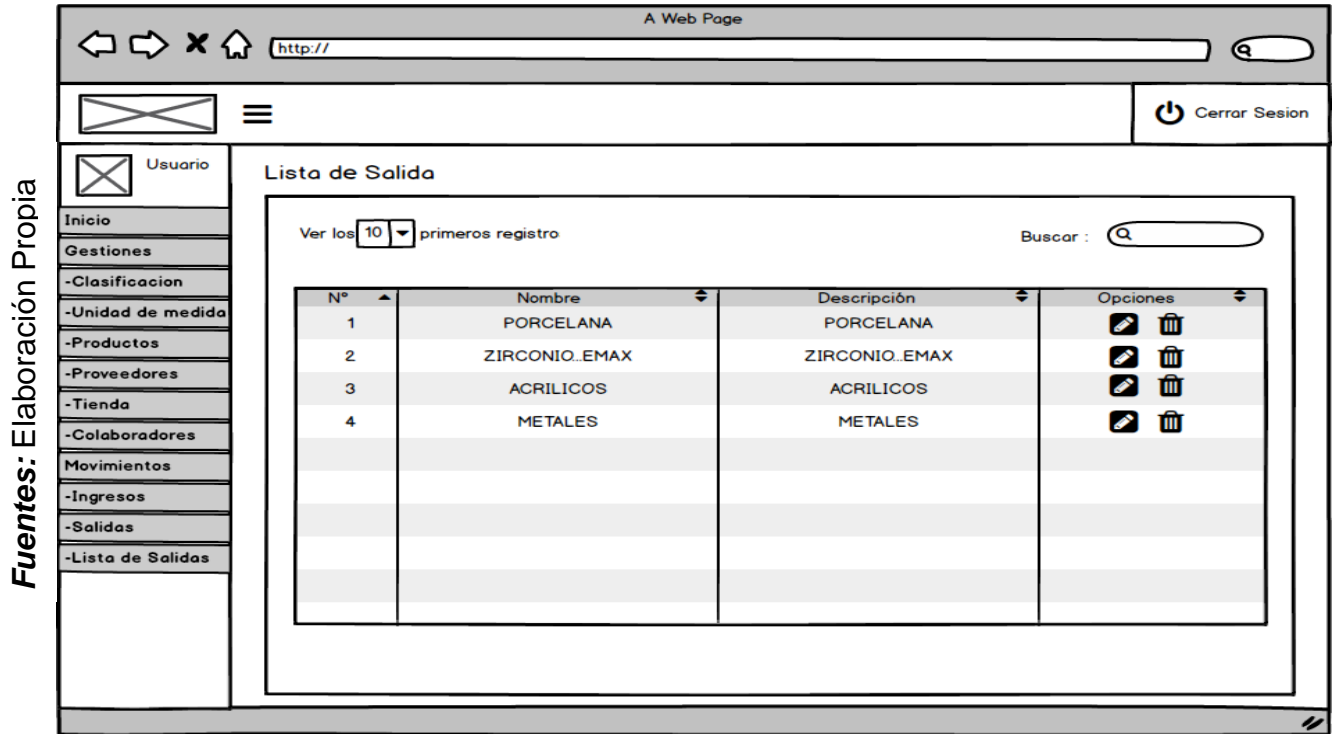 A Web Page
http://
Cerrar Sesion
Usuario
Inicio
Gestiones
-Clasificacion
-Unidad de medida
-Productos
-Proveedores
-Tienda
-Colaboradores
Movimientos
-Ingresos
-Salidas
-Lista de Salidas
Lista de Salida
Ver los 10 primeros registro
Buscar :
N° Nombre Descripción Opciones
1 PORCELANA PORCELANA
2 ZIRCONIO..EMAX ZIRCONIO..EMAX
3 ACRILICOS ACRILICOS
4 METALES METALES
Fuentes: Elaboración Propia